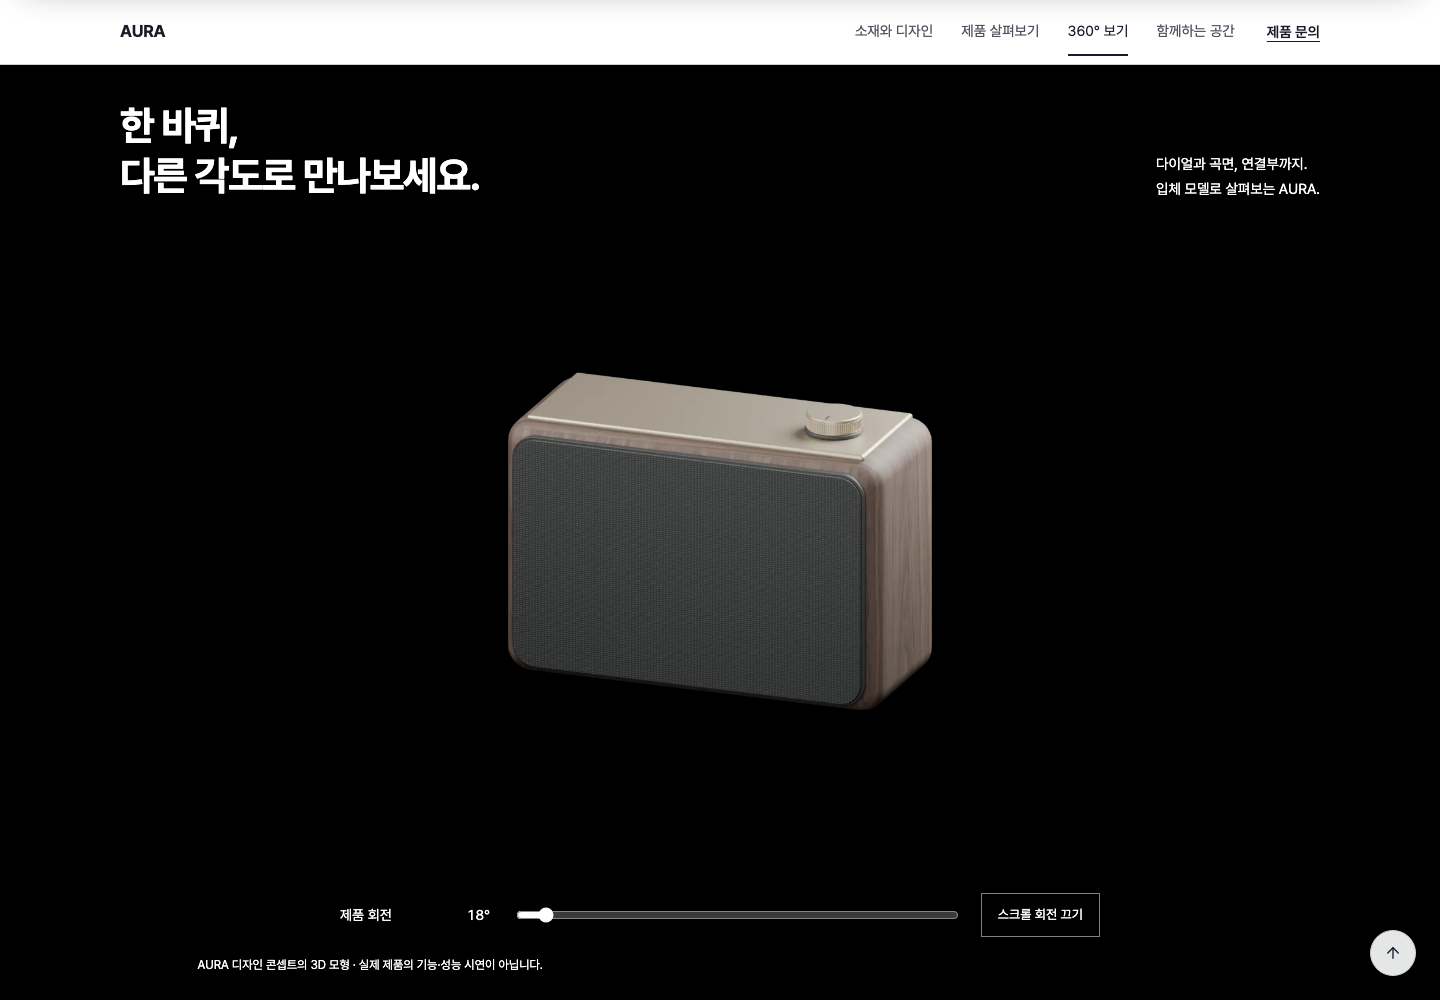 AURA
소재와 디자인
제품 살펴보기
360° 보기
함께하는 공간
제품 문의
한 바퀴,
다른 각도로 만나보세요.
다이얼과 곡면, 연결부까지.
입체 모델로 살펴보는 AURA.
제품 회전
18°
스크롤 회전 끄기
AURA 디자인 콘셉트의 3D 모형 · 실제 제품의 기능·성능 시연이 아닙니다.